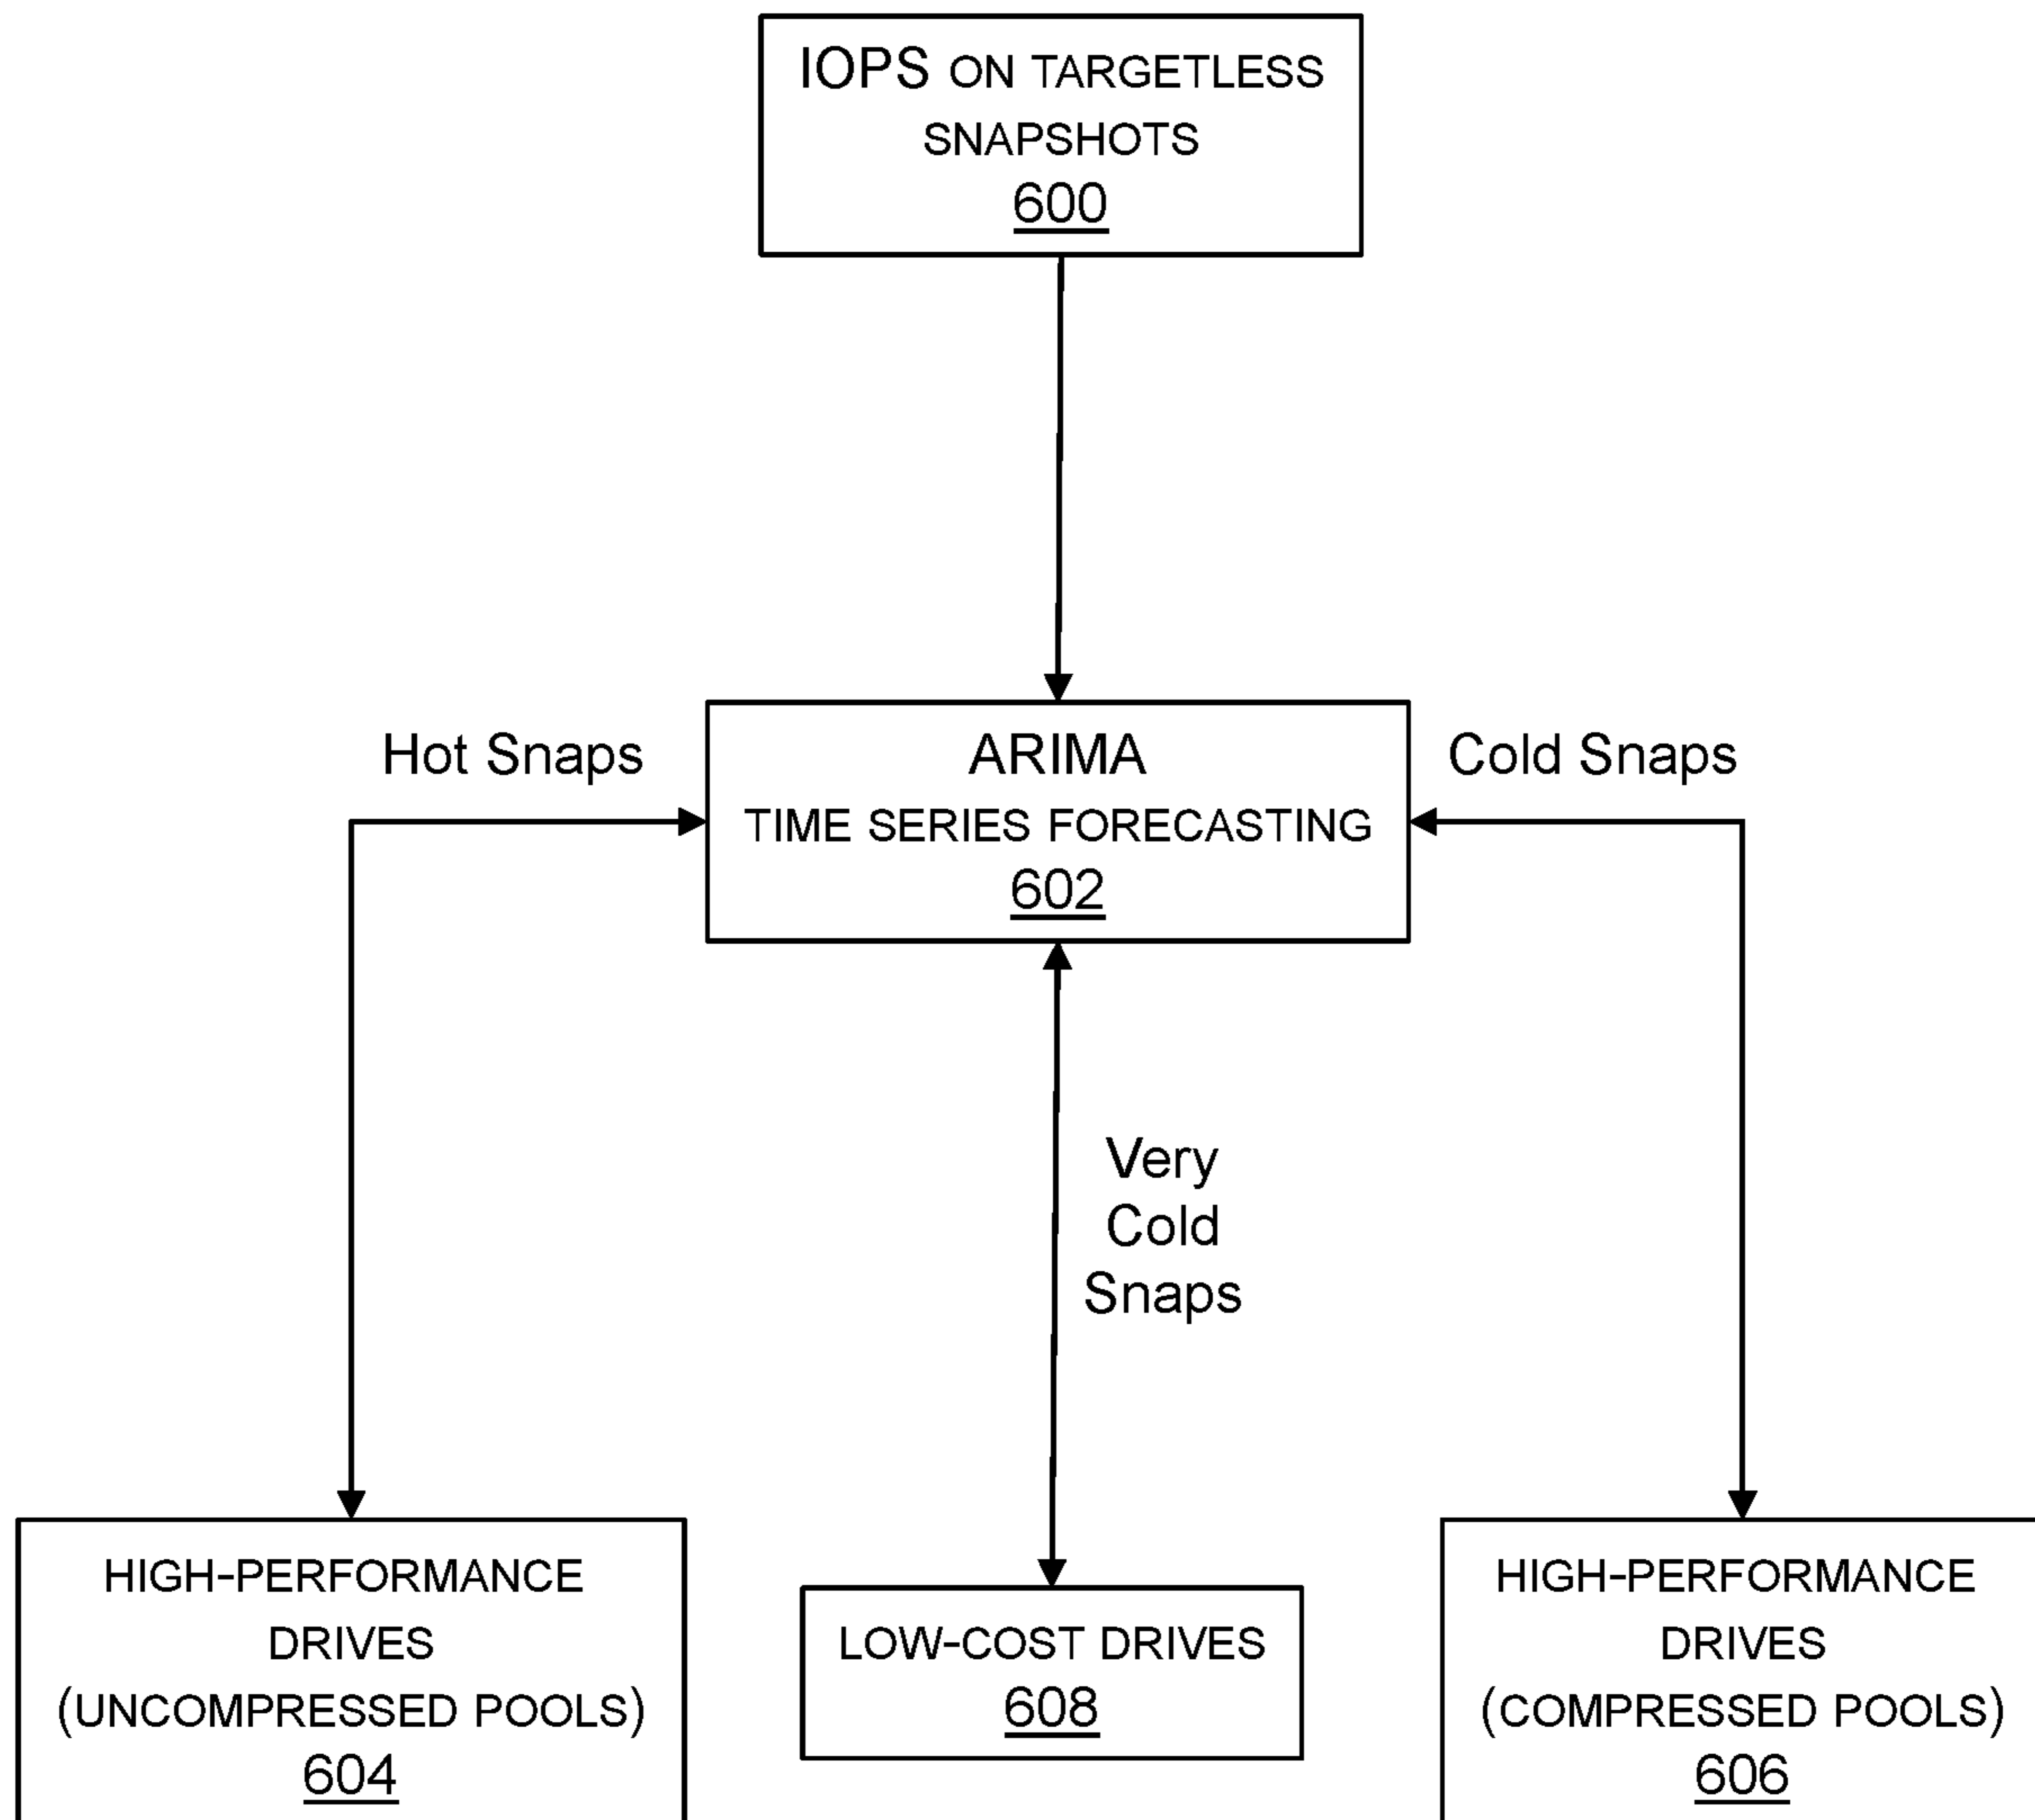 IOPS ON TARGETLESS
SNAPSHOTS
600
Hot Snaps
ARIMA
TIME SERIES FORECASTING
602
Cold Snaps
Very
Cold
Snaps
HIGH-PERFORMANCE
DRIVES
(UNCOMPRESSED POOLS)
604
LOW-COST DRIVES
608
HIGH-PERFORMANCE
DRIVES
(COMPRESSED POOLS)
606